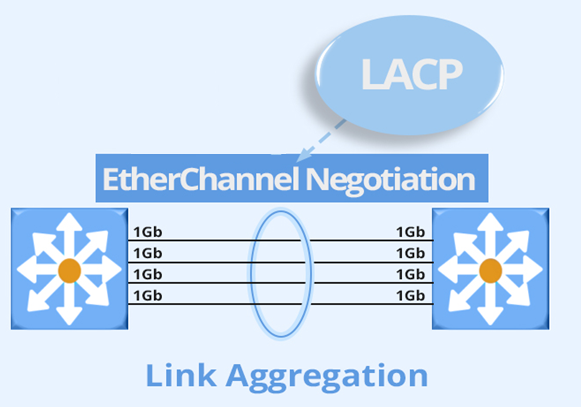 LACP
EtherChannel Negotiation
1Gb 1Gb
1Gb 1Gb
1Gb 1Gb
1Gb 1Gb
Link Aggregation